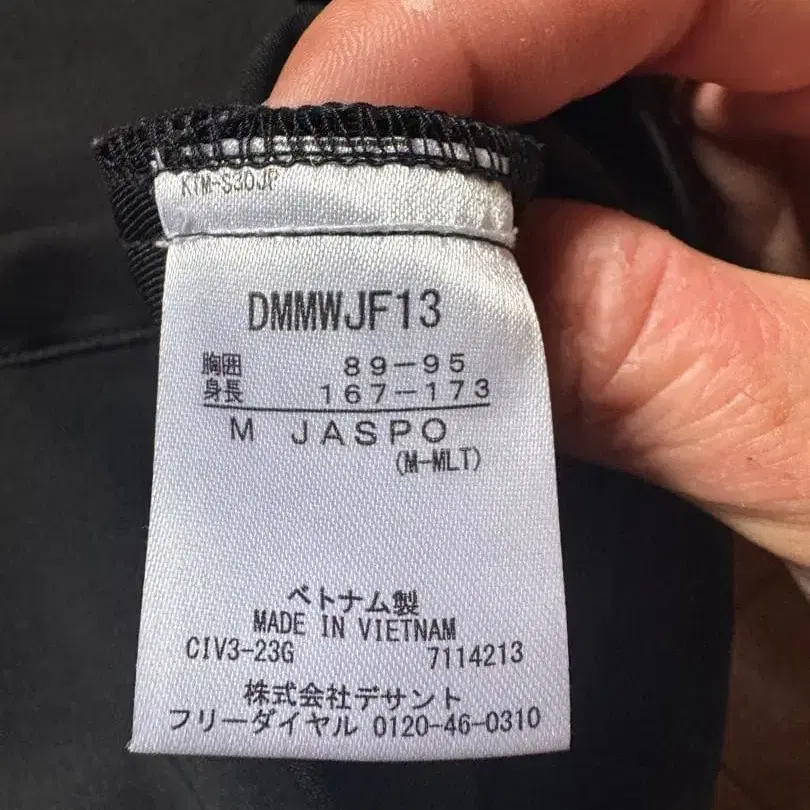 KTM-S30JP
DMMWJF13
胸囲 89-95
身長 167-173
M JASPO
(M-MLT)
ベトナム製
MADE IN VIETNAM
CIV3-23G 7114213
株式会社デサント
フリーダイヤル 0120-46-0310